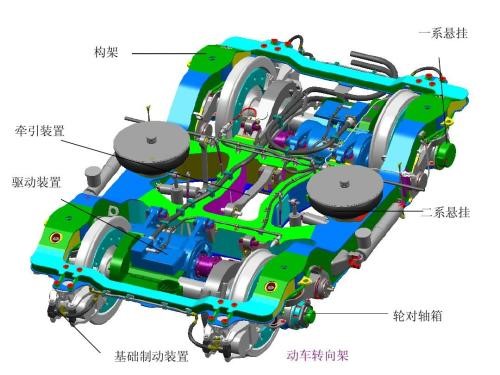 一系悬挂
构架
牵引装置
驱动装置
二系悬挂
轮对轴箱
基础制动装置
动车转向架